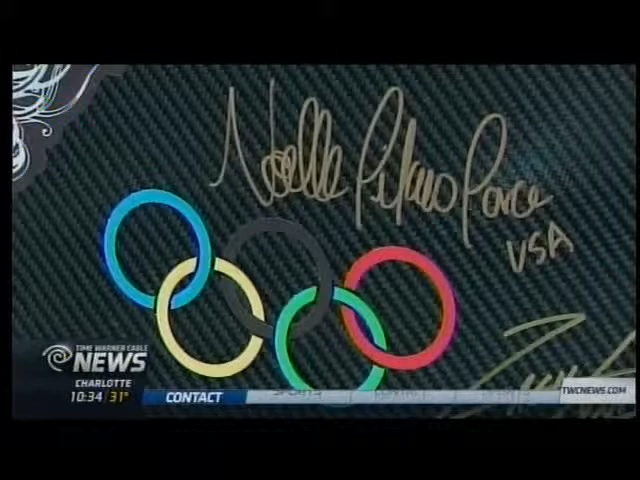 Noelle Pikus Pace
USA
TIME WARNER CABLE
NEWS
CHARLOTTE
10:34 31°
CONTACT
TWCNEWS.COM